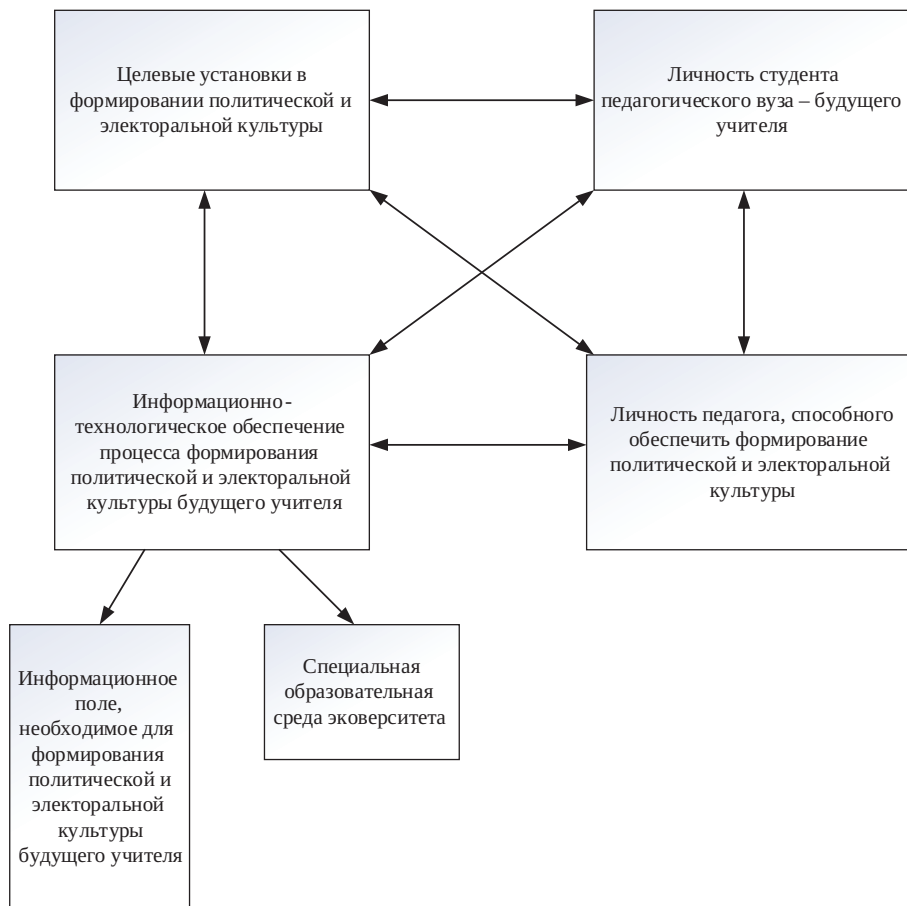 Целевые установки в
формировании политической и
электоральной культуры
Личность студента
педагогического вуза – будущего
учителя
Информационно-
технологическое обеспечение
процесса формирования
политической и электоральной
культуры будущего учителя
Личность педагога, способного
обеспечить формирование
политической и электоральной
культуры
Информационное
поле,
необходимое для
формирования
политической и
электоральной
культуры
будущего учителя
Специальная
образовательная
среда эковерситета